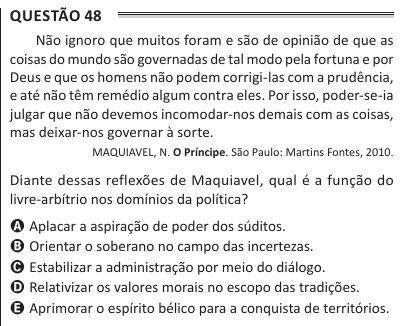 QUESTÃO 48
Não ignoro que muitos foram e são de opinião de que as
coisas do mundo são governadas de tal modo pela fortuna e por
Deus e que os homens não podem corrigi-las com a prudência,
e até não têm remédio algum contra eles. Por isso, poder-se-ia
julgar que não devemos incomodar-nos demais com as coisas,
mas deixar-nos governar à sorte.
MAQUIAVEL, N. O Príncipe. São Paulo: Martins Fontes, 2010.
Diante dessas reflexões de Maquiavel, qual é a função do
livre-arbítrio nos domínios da política?
A Aplacar a aspiração de poder dos súditos.
B Orientar o soberano no campo das incertezas.
C Estabilizar a administração por meio do diálogo.
D Relativizar os valores morais no escopo das tradições.
E Aprimorar o espírito bélico para a conquista de territórios.